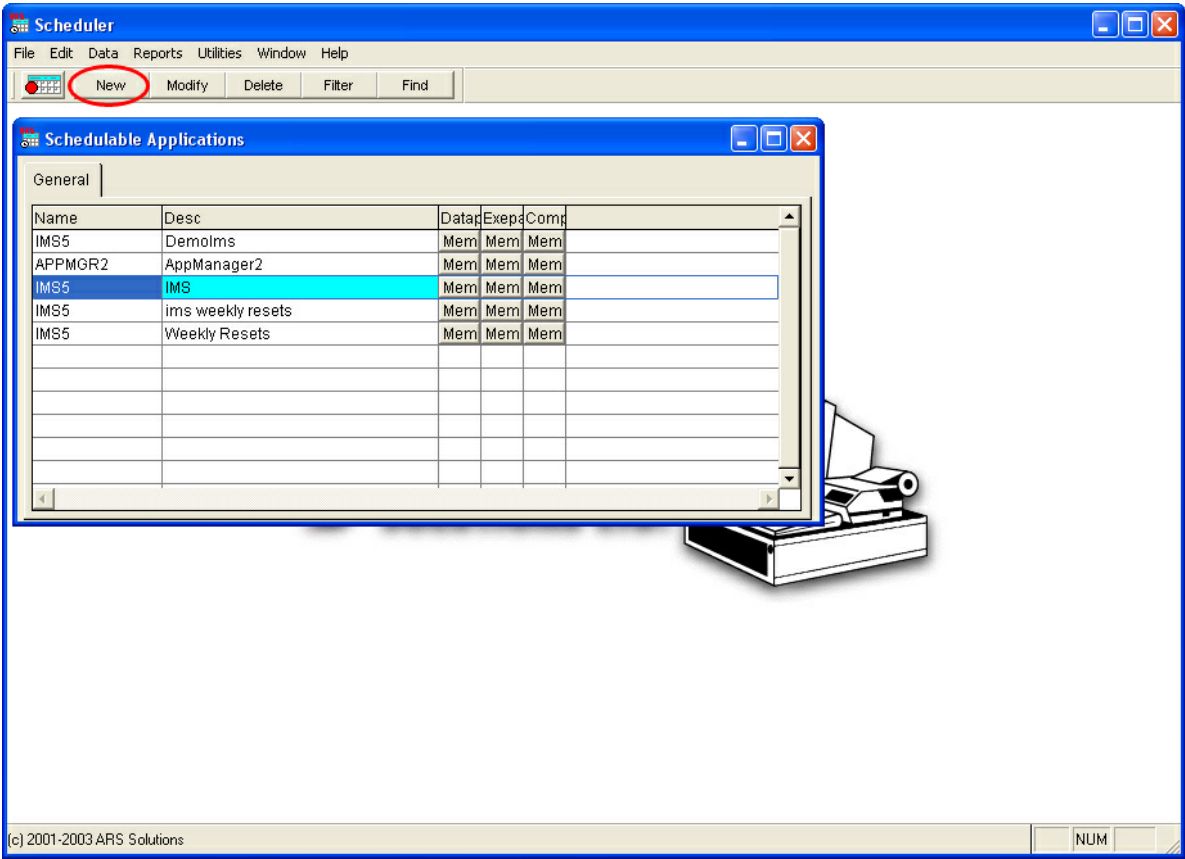 Scheduler
File Edit Data Reports Utilities Window Help
New Modify Delete Filter Find
Schedulable Applications
General
Name Desc Datap Exepa Comp
IMS5 DemoIms Mem Mem Mem
APPMGR2 AppManager2 Mem Mem Mem
IMS5 IMS Mem Mem Mem
IMS5 ims weekly resets Mem Mem Mem
IMS5 Weekly Resets Mem Mem Mem
(c) 2001-2003 ARS Solutions NUM